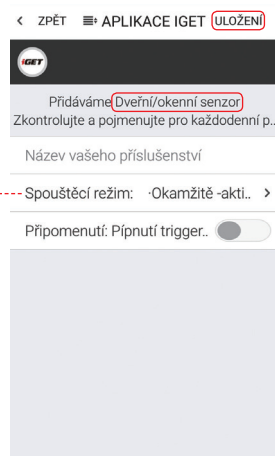 ZPĚT APLIKACE IGET ULOŽENÍ
iGET
Přidáváme Dveřní/okenní senzor
Zkontrolujte a pojmenujte pro každodenní p..
Název vašeho příslušenství
Spouštěcí režim: ·Okamžitě -akti..
Připomenutí: Pípnutí trigger..